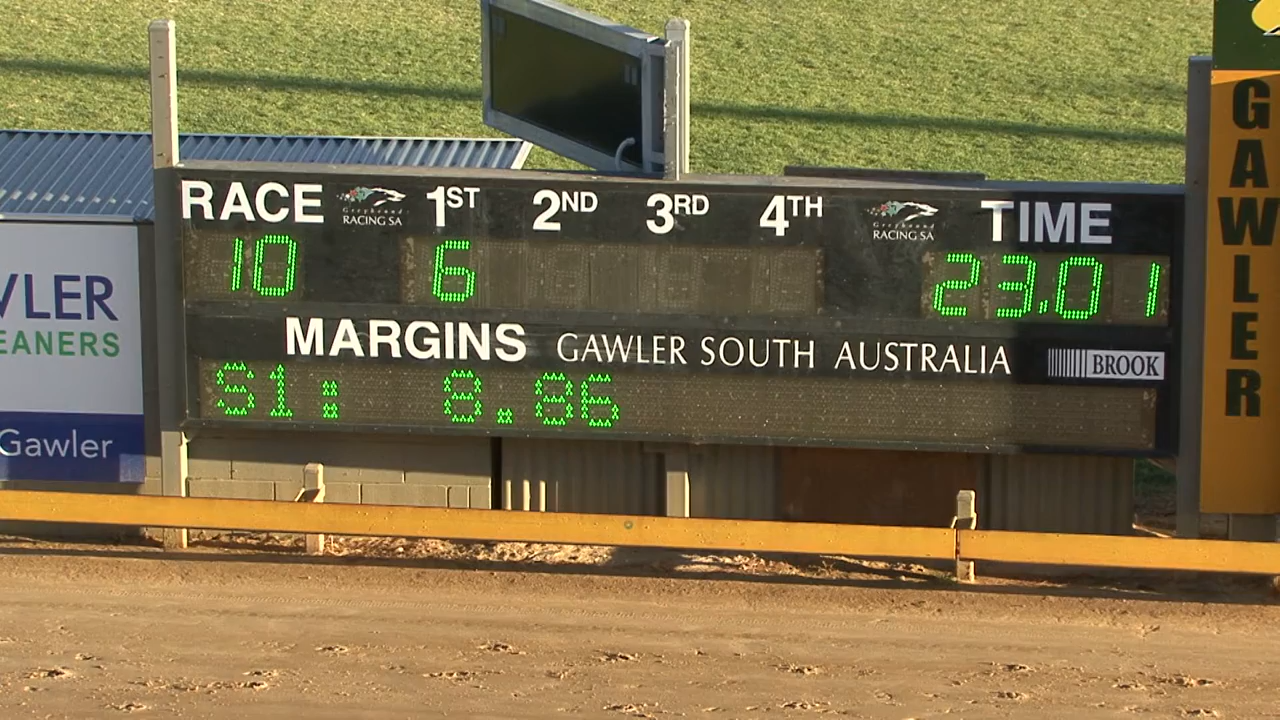 RACE Greyhound RACING SA 1ST 2ND 3RD 4TH Greyhound RACING SA TIME
10 6 23.01
MARGINS GAWLER SOUTH AUSTRALIA BROOK
S1: 8.86
VLER
EANERS
Gawler
GAWLER